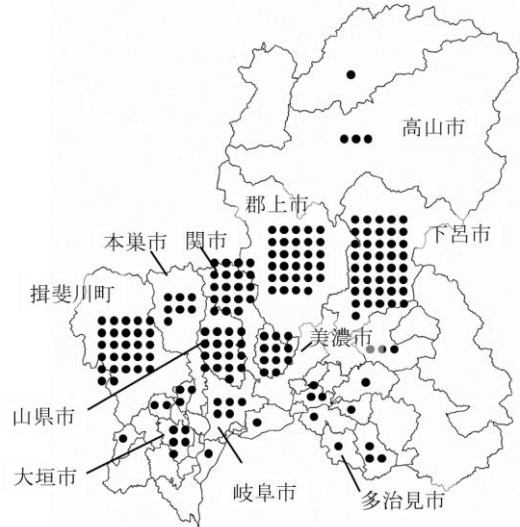 高山市
郡上市
下呂市
本巣市
関市
揖斐川町
美濃市
山県市
大垣市
岐阜市
多治見市